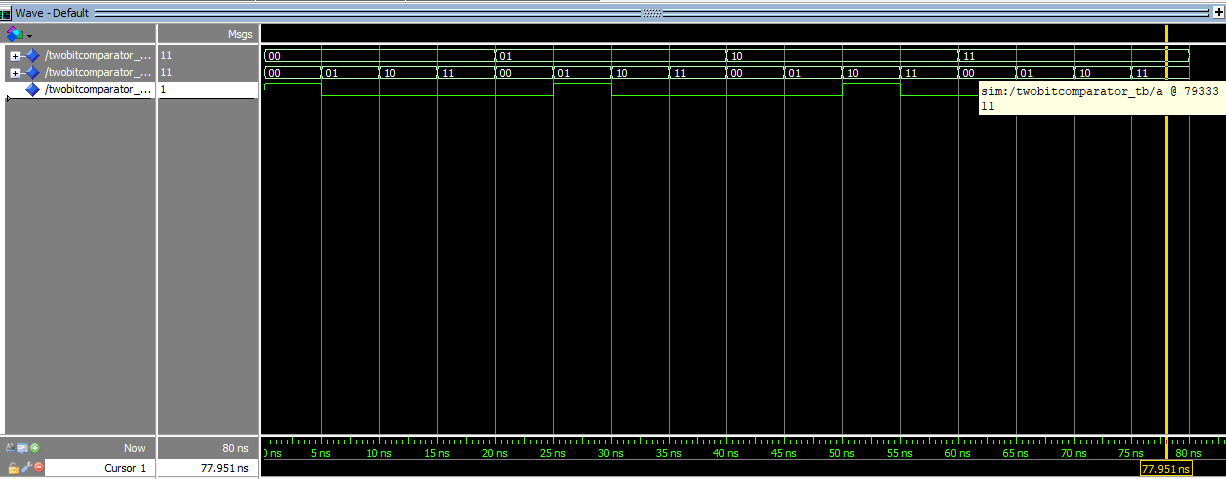 Wave - Default
Msgs
/twobitcomparator_... 11 00 01 10 11
/twobitcomparator_... 11 00 01 10 11 00 01 10 11 00 01 10 11 00 01 10 11
/twobitcomparator_... 1
sim:/twobitcomparator_tb/a @ 79333
11
Now 80 ns
)ns 5 ns 10 ns 15 ns 20 ns 25 ns 30 ns 35 ns 40 ns 45 ns 50 ns 55 ns 60 ns 65 ns 70 ns 75 ns 80 ns
Cursor 1 77.951 ns 77.951 ns